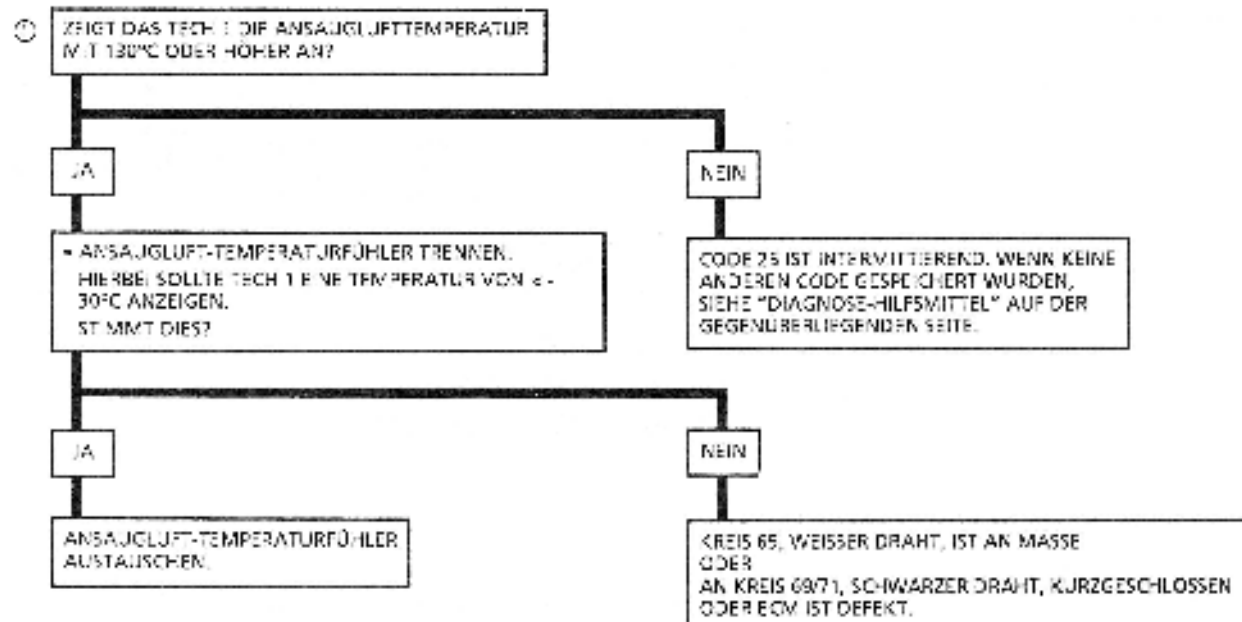 ① ZEIGT DAS TECH 1 DIE ANSAUGLUFTTEMPERATUR
MIT 130°C ODER HÖHER AN?
JA
NEIN
• ANSAUGLUFT-TEMPERATURFÜHLER TRENNEN.
HIERBEI SOLLTE TECH 1 EINE TEMPERATUR VON < -
30°C ANZEIGEN.
STIMMT DIES?
CODE 25 IST INTERMITTIEREND. WENN KEINE
ANDEREN CODE GESPEICHERT WURDEN,
SIEHE "DIAGNOSE-HILFSMITTEL" AUF DER
GEGENÜBERLIEGENDEN SEITE.
JA
NEIN
ANSAUGLUFT-TEMPERATURFÜHLER
AUSTAUSCHEN.
KREIS 65, WEISSER DRAHT, IST AN MASSE
ODER
AN KREIS 69/71, SCHWARZER DRAHT, KURZGESCHLOSSEN
ODER ECM IST DEFEKT.